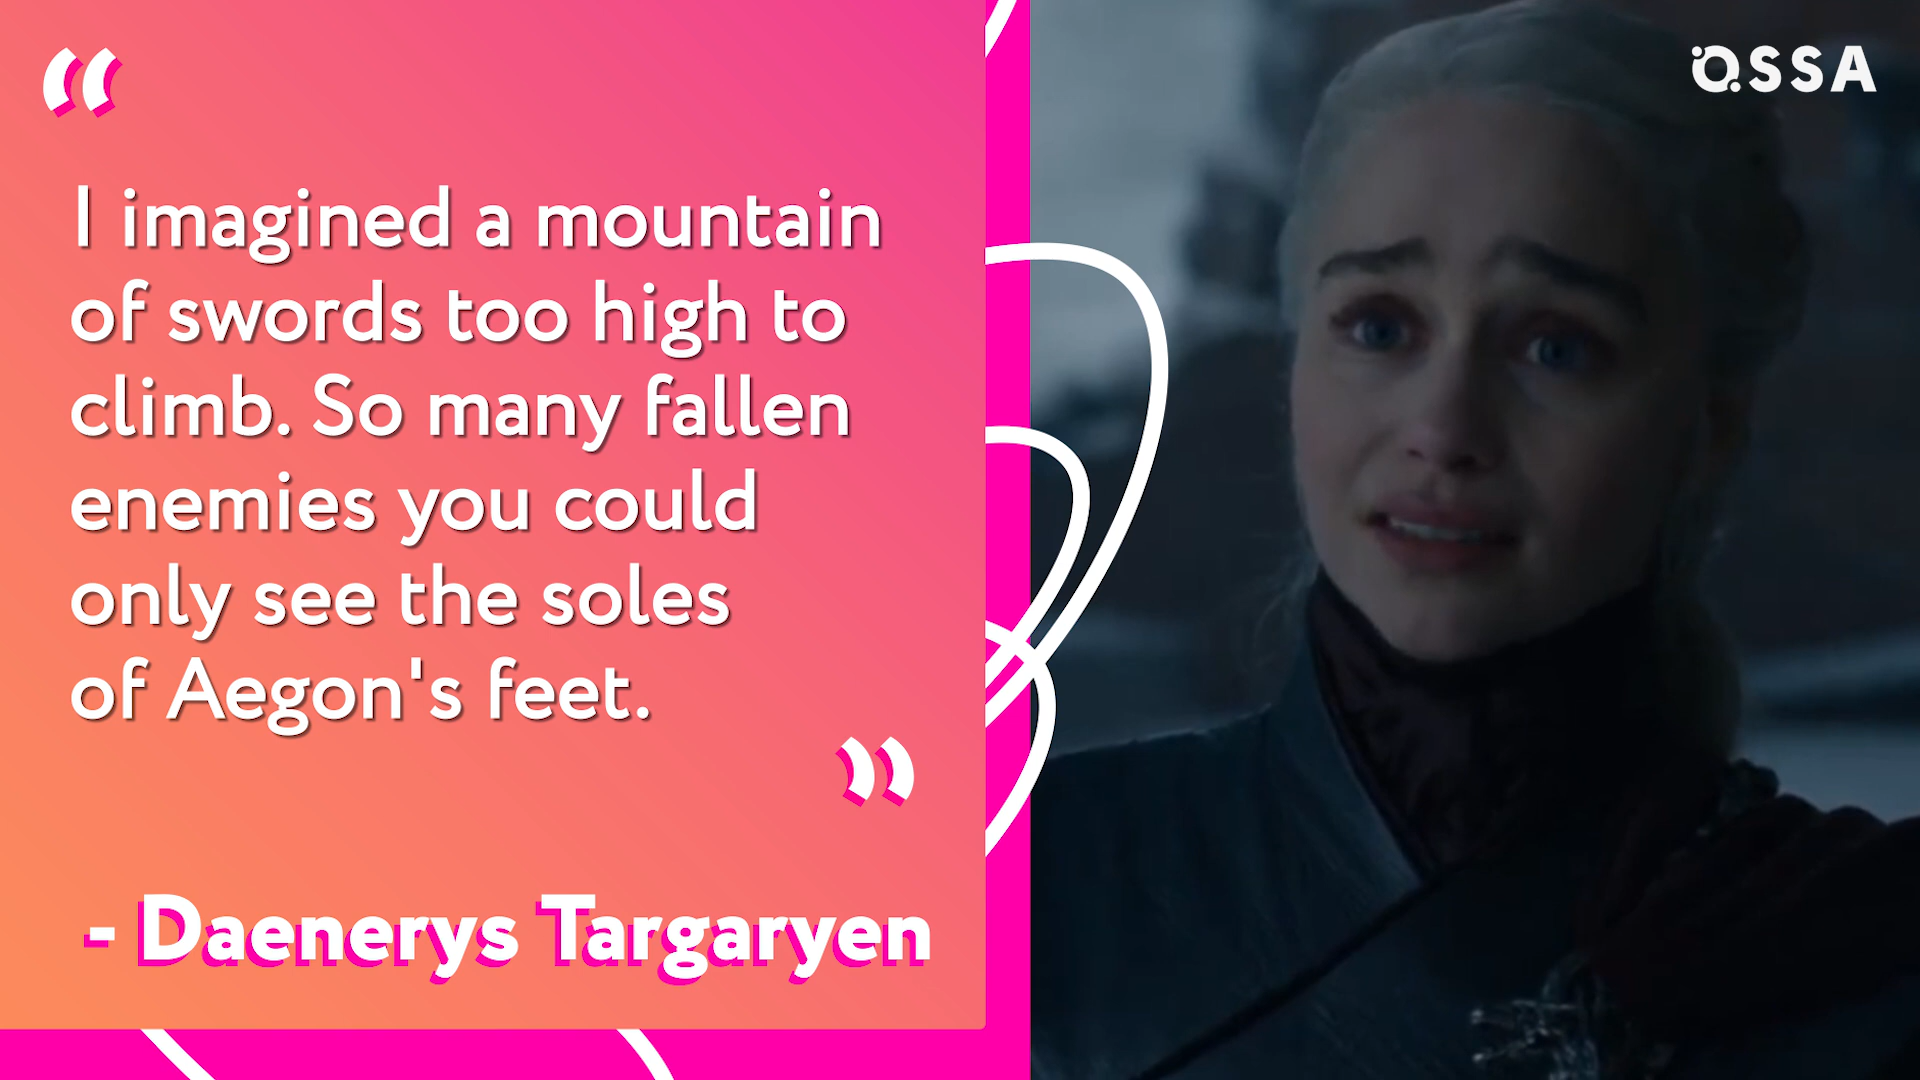 “
I imagined a mountain
of swords too high to
climb. So many fallen
enemies you could
only see the soles
of Aegon's feet.
”
- Daenerys Targaryen
OSSA